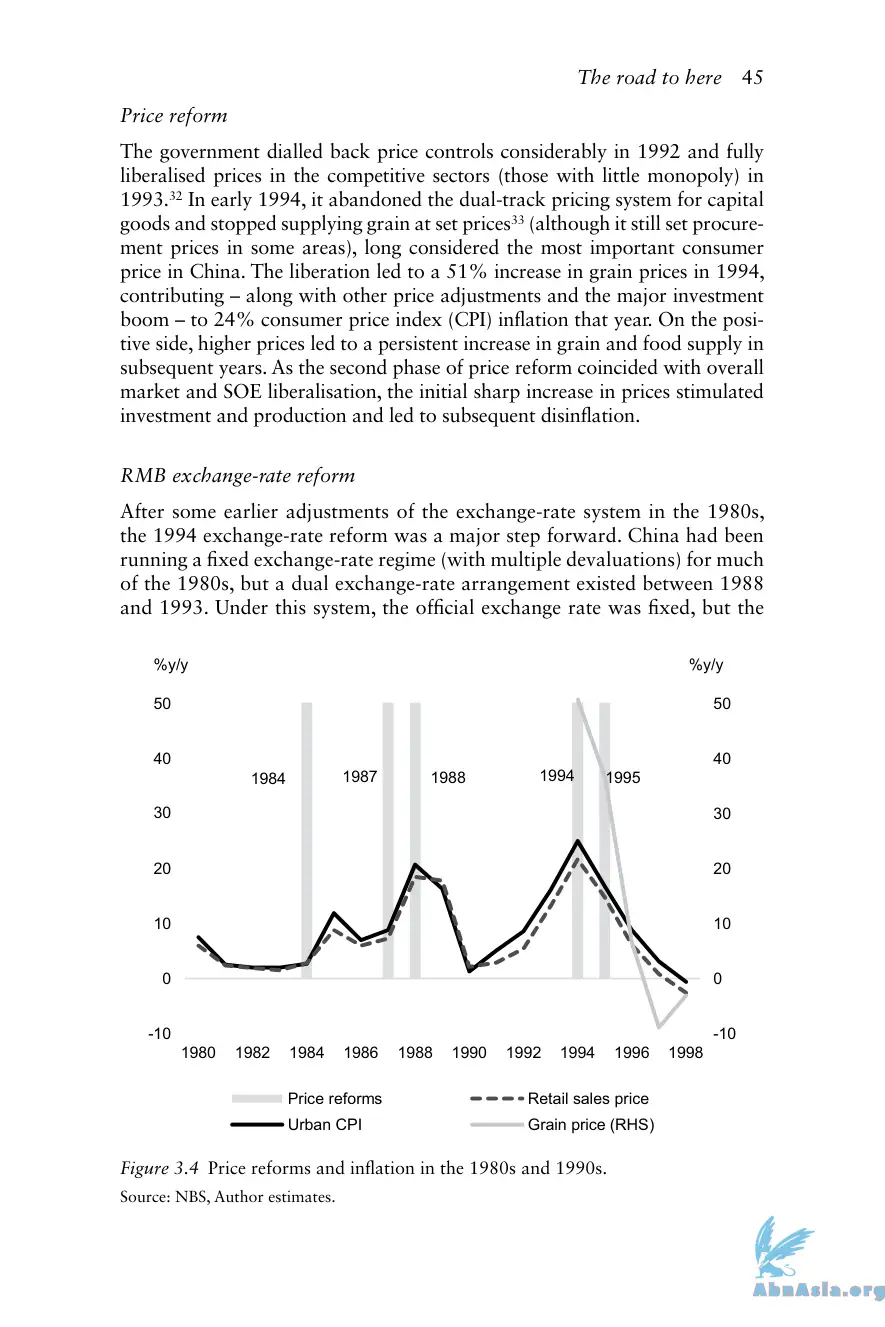 The road to here 45
Price reform
The government dialled back price controls considerably in 1992 and fully
liberalised prices in the competitive sectors (those with little monopoly) in
1993.32 In early 1994, it abandoned the dual-track pricing system for capital
goods and stopped supplying grain at set prices33 (although it still set procure-
ment prices in some areas), long considered the most important consumer
price in China. The liberation led to a 51% increase in grain prices in 1994,
contributing – along with other price adjustments and the major investment
boom – to 24% consumer price index (CPI) inflation that year. On the posi-
tive side, higher prices led to a persistent increase in grain and food supply in
subsequent years. As the second phase of price reform coincided with overall
market and SOE liberalisation, the initial sharp increase in prices stimulated
investment and production and led to subsequent disinflation.
RMB exchange-rate reform
After some earlier adjustments of the exchange-rate system in the 1980s,
the 1994 exchange-rate reform was a major step forward. China had been
running a fixed exchange-rate regime (with multiple devaluations) for much
of the 1980s, but a dual exchange-rate arrangement existed between 1988
and 1993. Under this system, the official exchange rate was fixed, but the
%y/y %y/y
50 50
40 40
1984 1987 1988 1994 1995
30 30
20 20
10 10
0 0
-10 -10
1980 1982 1984 1986 1988 1990 1992 1994 1996 1998
Price reforms Retail sales price
Urban CPI Grain price (RHS)
Figure 3.4 Price reforms and inflation in the 1980s and 1990s.
Source: NBS, Author estimates.
AbnAsia.org